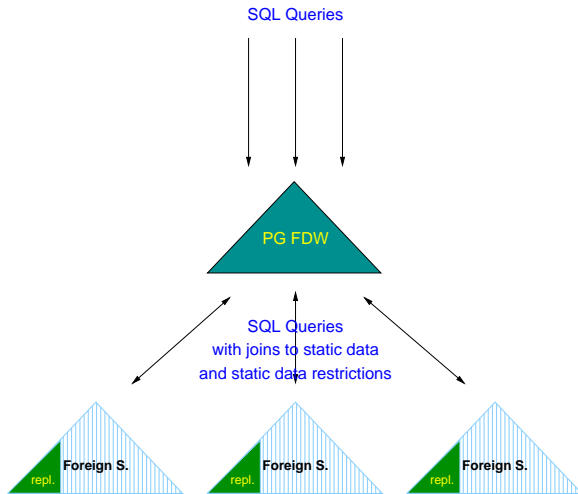 SQL Queries
PG FDW
SQL Queries
with joins to static data
and static data restrictions
Foreign S.
repl.
Foreign S.
repl.
Foreign S.
repl.